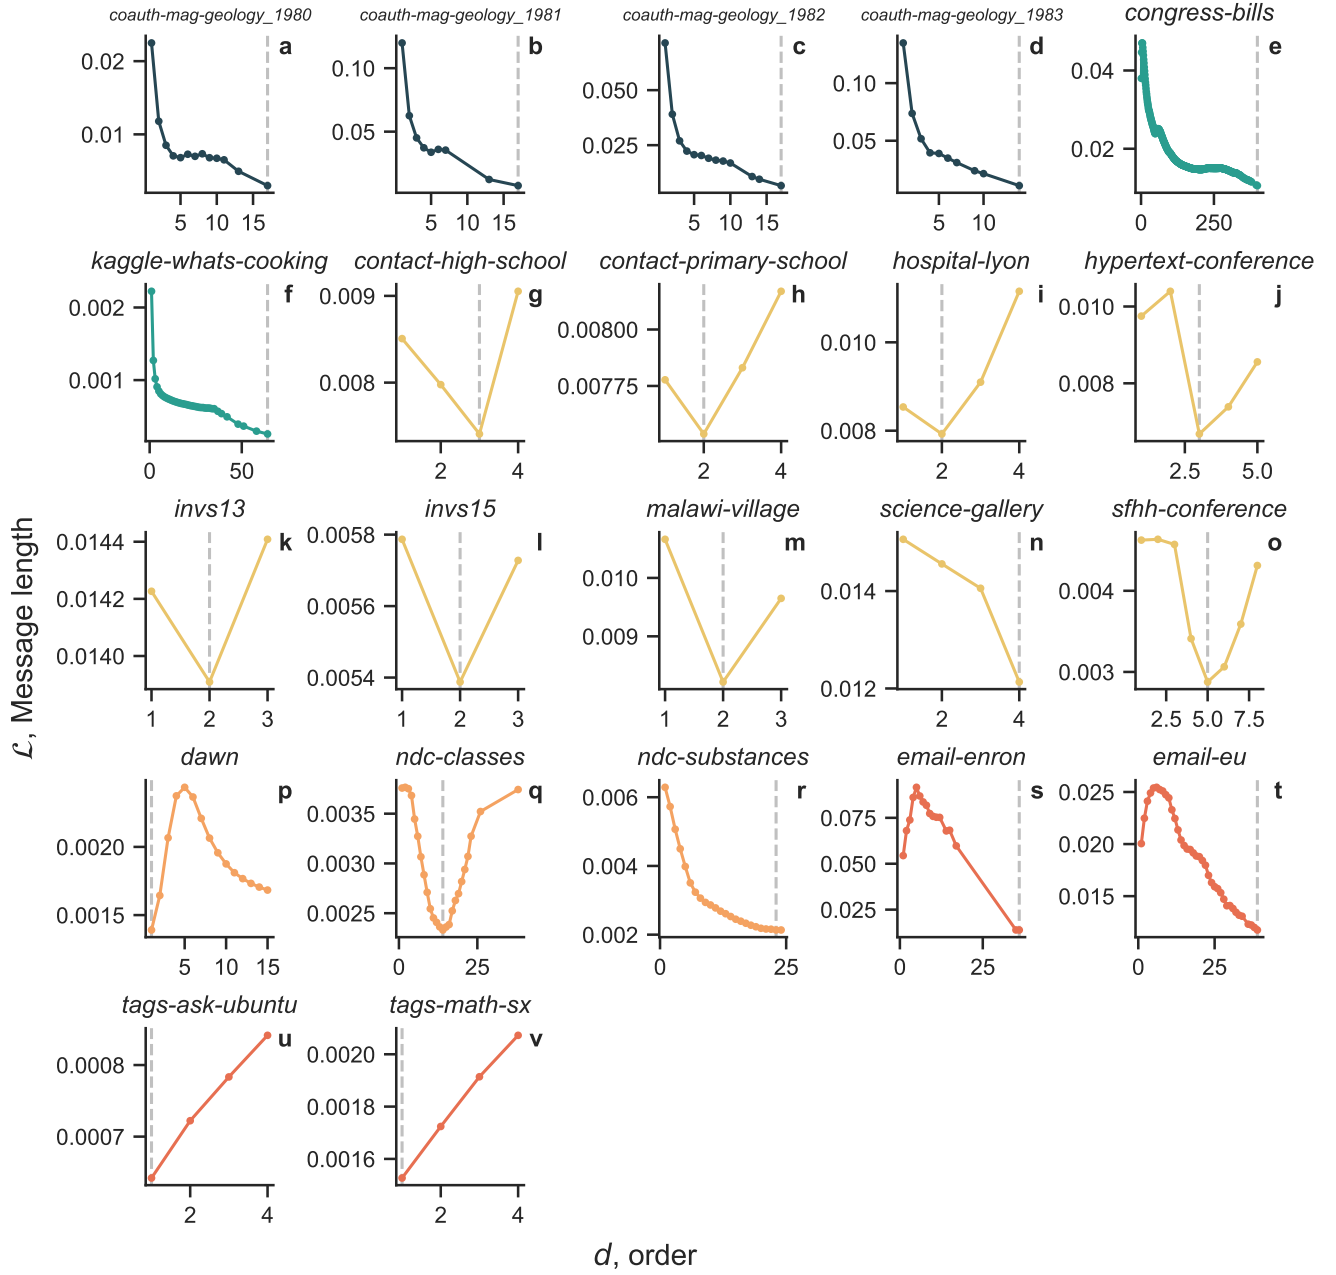 coauth-mag-geology_1980
a
0.02
0.01
5 10 15
coauth-mag-geology_1981
b
0.10
0.05
5 10 15
coauth-mag-geology_1982
c
0.050
0.025
5 10 15
coauth-mag-geology_1983
d
0.10
0.05
5 10
congress-bills
e
0.04
0.02
0 250
kaggle-whats-cooking
f
0.002
0.001
0 50
contact-high-school
g
0.009
0.008
2 4
contact-primary-school
h
0.00800
0.00775
2 4
hospital-lyon
i
0.010
0.008
2 4
hypertext-conference
j
0.010
0.008
2.5 5.0
invs13
k
0.0144
0.0142
0.0140
1 2 3
invs15
l
0.0058
0.0056
0.0054
1 2 3
malawi-village
m
0.010
0.009
1 2 3
science-gallery
n
0.014
0.012
2 4
sfhh-conference
o
0.004
0.003
2.5 5.0 7.5
dawn
p
0.0020
0.0015
5 10 15
ndc-classes
q
0.0035
0.0030
0.0025
0 25
ndc-substances
r
0.006
0.004
0.002
0 25
email-enron
s
0.075
0.050
0.025
0 25
email-eu
t
0.025
0.020
0.015
0 25
tags-ask-ubuntu
u
0.0008
0.0007
2 4
tags-math-sx
v
0.0020
0.0018
0.0016
2 4
ℒ, Message length
d, order